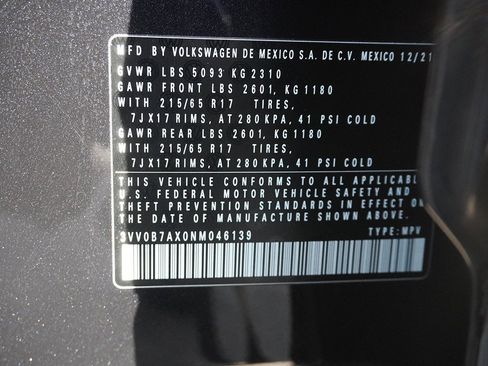 MFD BY VOLKSWAGEN DE MEXICO S.A. DE C.V. MEXICO 12/21
GVWR LBS 5093 KG 2310
GAWR FRONT LBS 2601, KG 1180
WITH 215/65 R17 TIRES,
7JX17 RIMS, AT 280 KPA, 41 PSI COLD
GAWR REAR LBS 2601, KG 1180
WITH 215/65 R17 TIRES,
7JX17 RIMS, AT 280 KPA, 41 PSI COLD
THIS VEHICLE CONFORMS TO ALL APPLICABLE
U.S. FEDERAL MOTOR VEHICLE SAFETY AND
THEFT PREVENTION STANDARDS IN EFFECT ON
THE DATE OF MANUFACTURE SHOWN ABOVE
3VV0B7AX0NM046139 TYPE: MPV